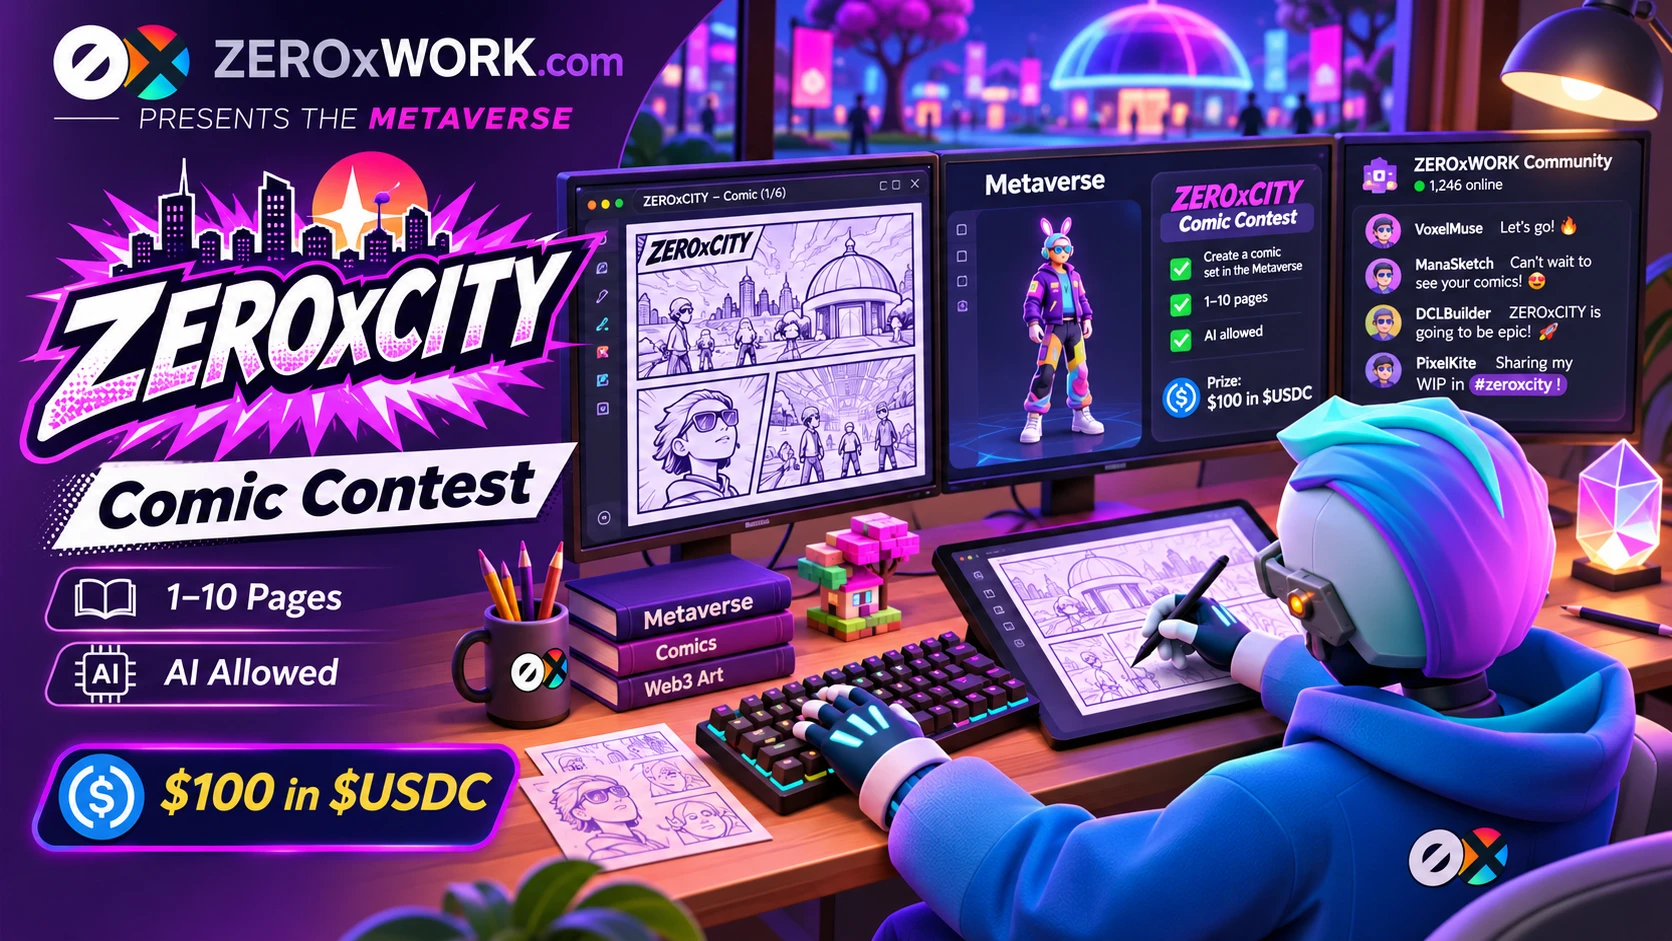 ZEROxWORK.com
PRESENTS THE METAVERSE
ZEROxCITY
Comic Contest
1–10 Pages
AI
AI Allowed
$100 in $USDC
ZEROxCITY – Comic (1/6)
ZEROxCITY
Metaverse
ZEROxCITY
Comic Contest
Create a comic
set in the Metaverse
1–10 pages
AI allowed
Prize:
$100 in $USDC
ZEROxWORK Community
1,246 online
VoxelMuse Let's go! 🔥
ManaSketch Can't wait to
see your comics! 😍
DCLBuilder ZEROxCITY is
going to be epic! 🚀
PixelKite Sharing my
WIP in #zeroxcity !
Metaverse
Comics
Web3 Art